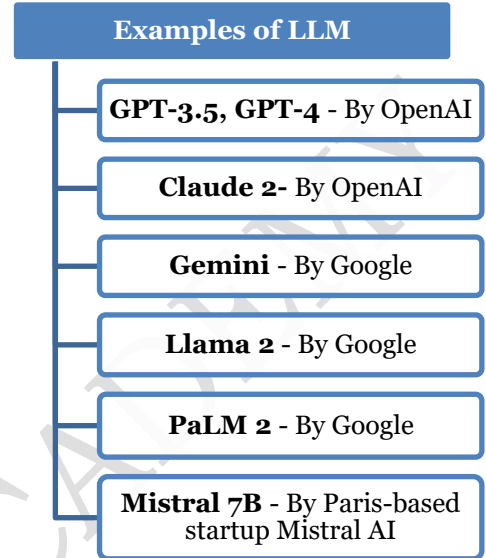 Examples of LLM
GPT-3.5, GPT-4 - By OpenAI
Claude 2- By OpenAI
Gemini - By Google
Llama 2 - By Google
PaLM 2 - By Google
Mistral 7B - By Paris-based
startup Mistral AI
CADEMY